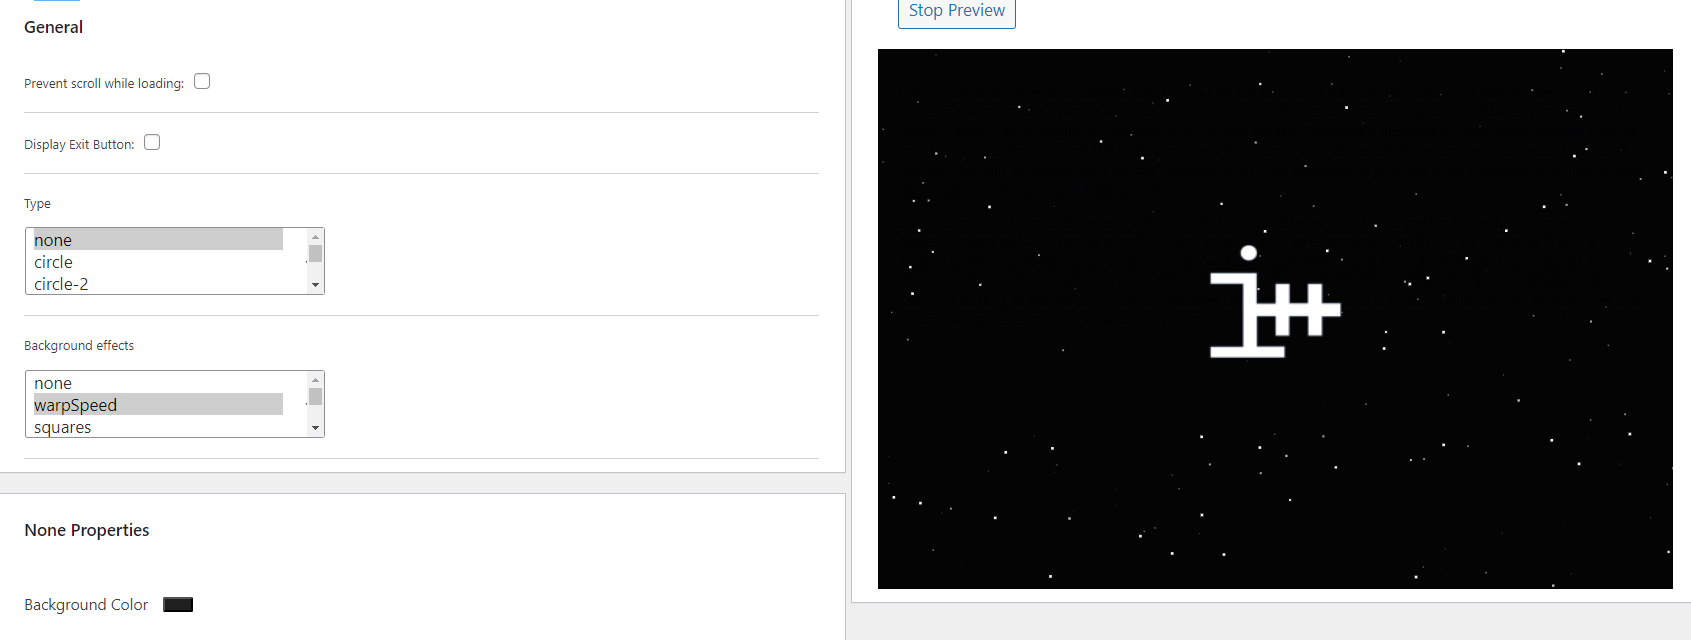 General
Prevent scroll while loading:
Display Exit Button:
Type
none
circle
circle-2
Background effects
none
warpSpeed
squares
None Properties
Background Color
Stop Preview
i++